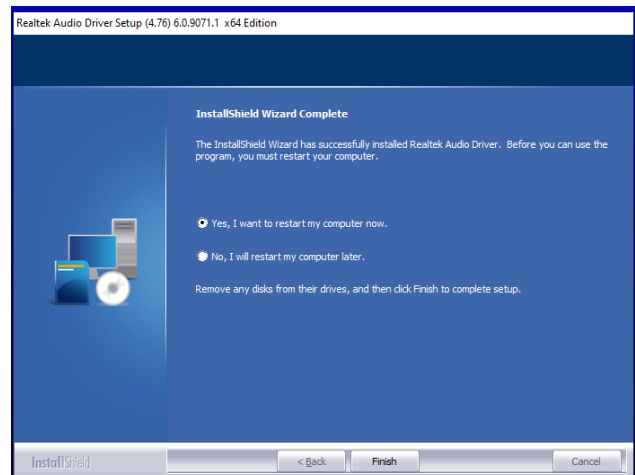 Realtek Audio Driver Setup (4.76) 6.0.9071.1 x64 Edition
InstallShield Wizard Complete
The InstallShield Wizard has successfully installed Realtek Audio Driver. Before you can use the
program, you must restart your computer.
Yes, I want to restart my computer now.
No, I will restart my computer later.
Remove any disks from their drives, and then click Finish to complete setup.
InstallShield
< Back
Finish
Cancel